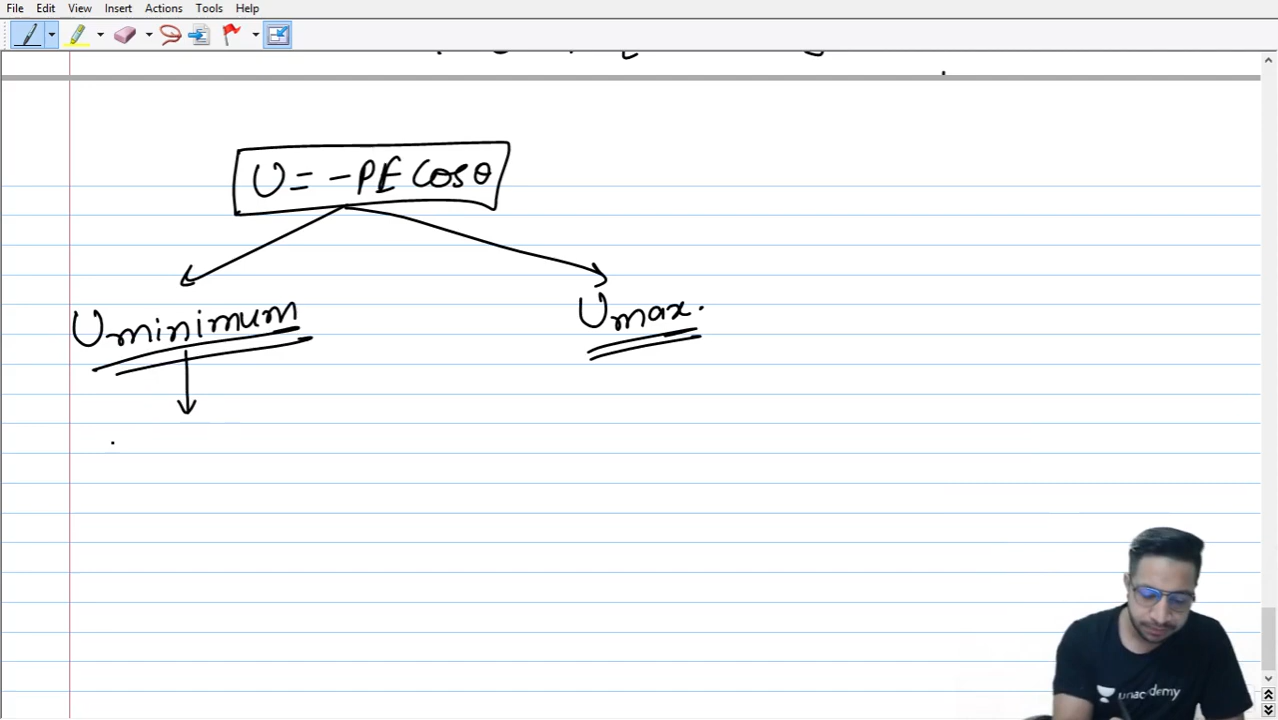 File Edit View Insert Actions Tools Help
U = -PE Cosθ
Uminimum
Umax.
unacademy